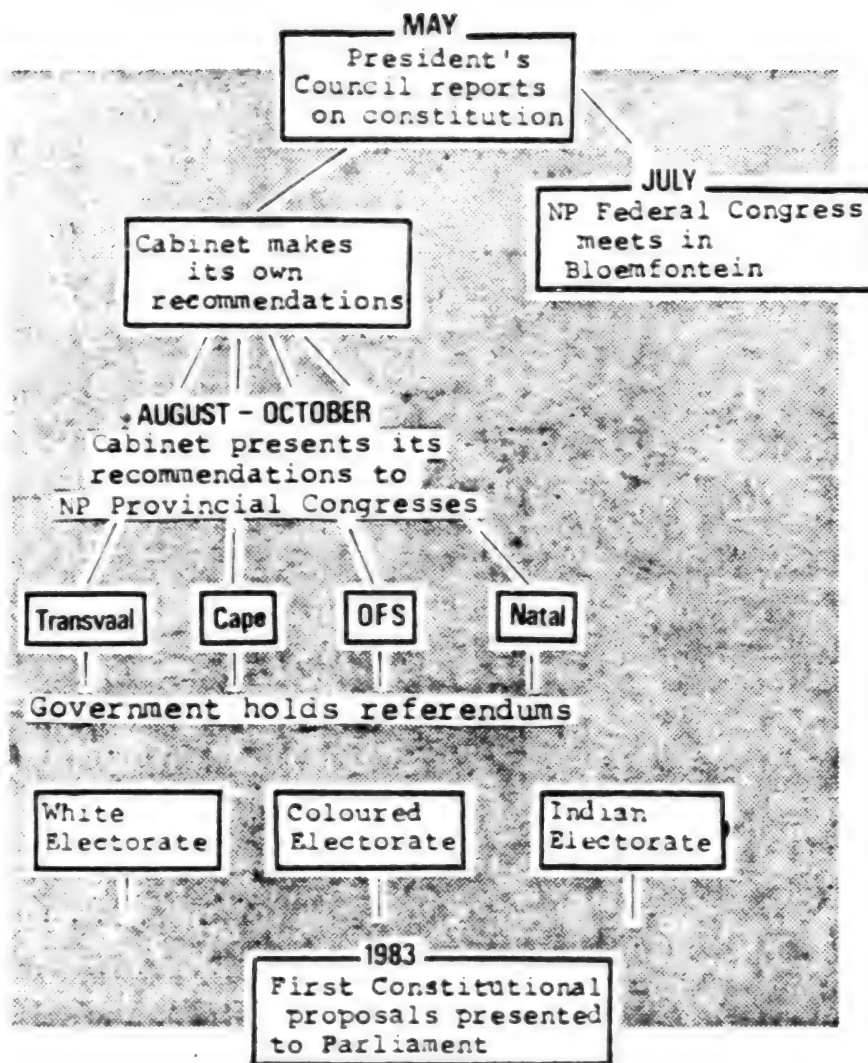 MAY
President's
Council reports
on constitution
JULY
NP Federal Congress
meets in
Bloemfontein
Cabinet makes
its own
recommendations
AUGUST - OCTOBER
Cabinet presents its
recommendations to
NP Provincial Congresses
Transvaal Cape OFS Natal
Government holds referendums
White Coloured Indian
Electorate Electorate Electorate
1983
First Constitutional
proposals presented
to Parliament